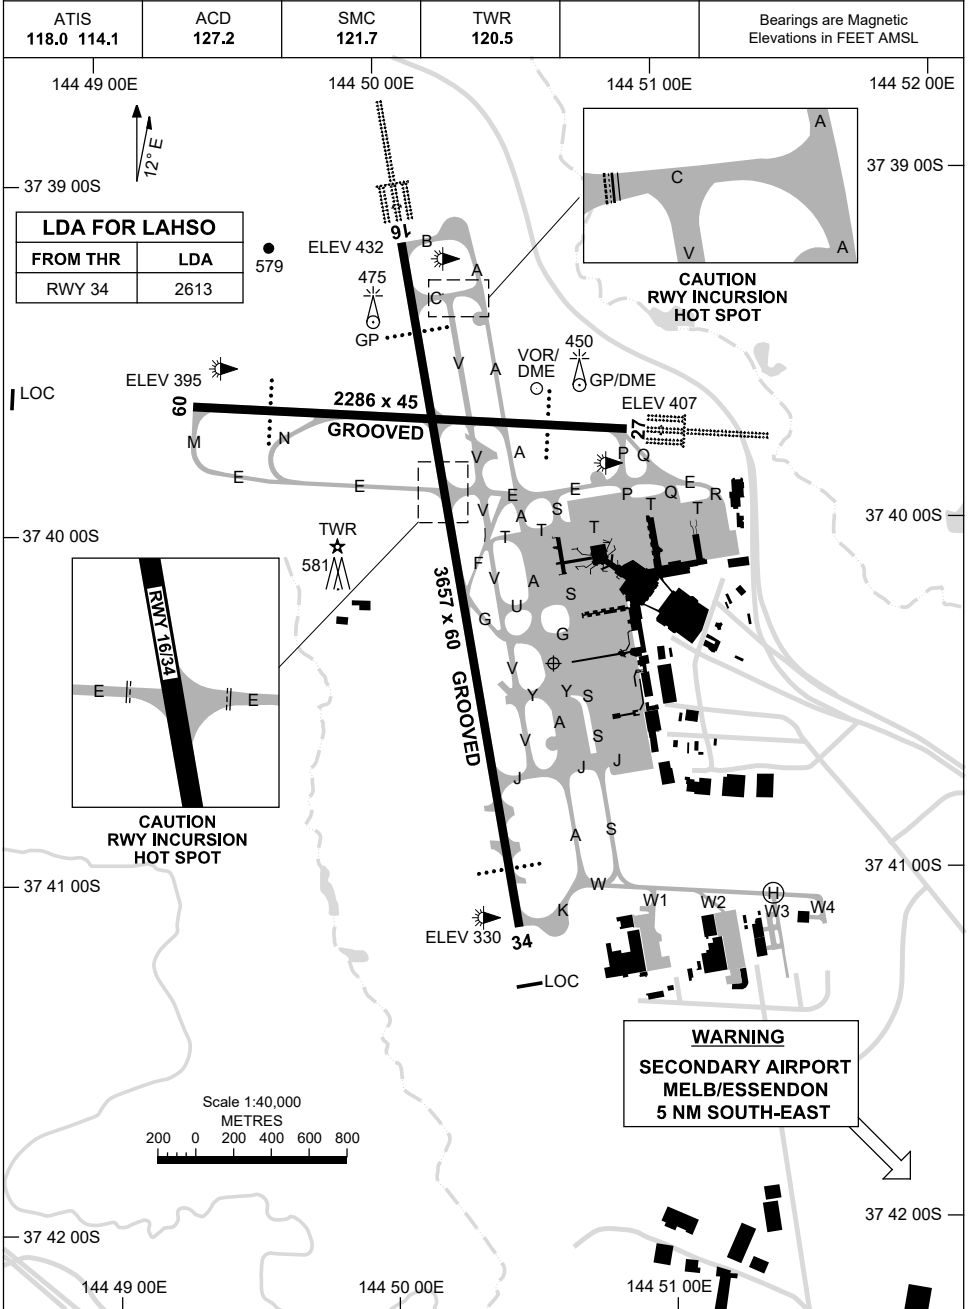 ATIS
118.0 114.1
ACD
127.2
SMC
121.7
TWR
120.5
Bearings are Magnetic
Elevations in FEET AMSL
144 49 00E
144 50 00E
144 51 00E
144 52 00E
12° E
37 39 00S
37 39 00S
LDA FOR LAHSO
FROM THR
LDA
RWY 34
2613
579
ELEV 432
16
B
A
C
475
GP
A
C
V
A
CAUTION
RWY INCURSION
HOT SPOT
V
A
VOR/
DME
450
GP/DME
LOC
ELEV 395
09
2286 x 45
GROOVED
ELEV 407
27
M
N
V
A
P
Q
E
E
E
E
P
Q
E
R
V
A
S
T
T
T
T
T
37 40 00S
37 40 00S
TWR
581
F
V
A
S
U
G
G
3657 x 60 GROOVED
V
Y
Y
S
A
V
S
J
J
J
RWY 16/34
E
E
CAUTION
RWY INCURSION
HOT SPOT
A
S
37 41 00S
37 41 00S
W
K
W1
W2
H
W3
W4
ELEV 330
34
LOC
WARNING
SECONDARY AIRPORT
MELB/ESSENDON
5 NM SOUTH-EAST
Scale 1:40,000
METRES
200 0 200 400 600 800
37 42 00S
37 42 00S
144 49 00E
144 50 00E
144 51 00E